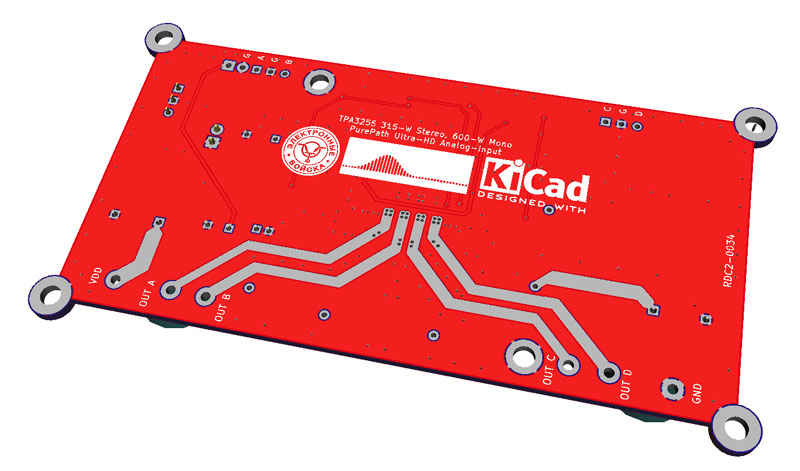 G A G B
C G D
TPA3255 315-W Stereo, 600-W Mono
PurePath Ultra-HD Analog-Input
ЭЛЕКТРОННЫЕ
ВОЙСКА
KiCad
DESIGNED WITH
RDC2-0034
VDD
OUT A
OUT B
OUT C
OUT D
GND